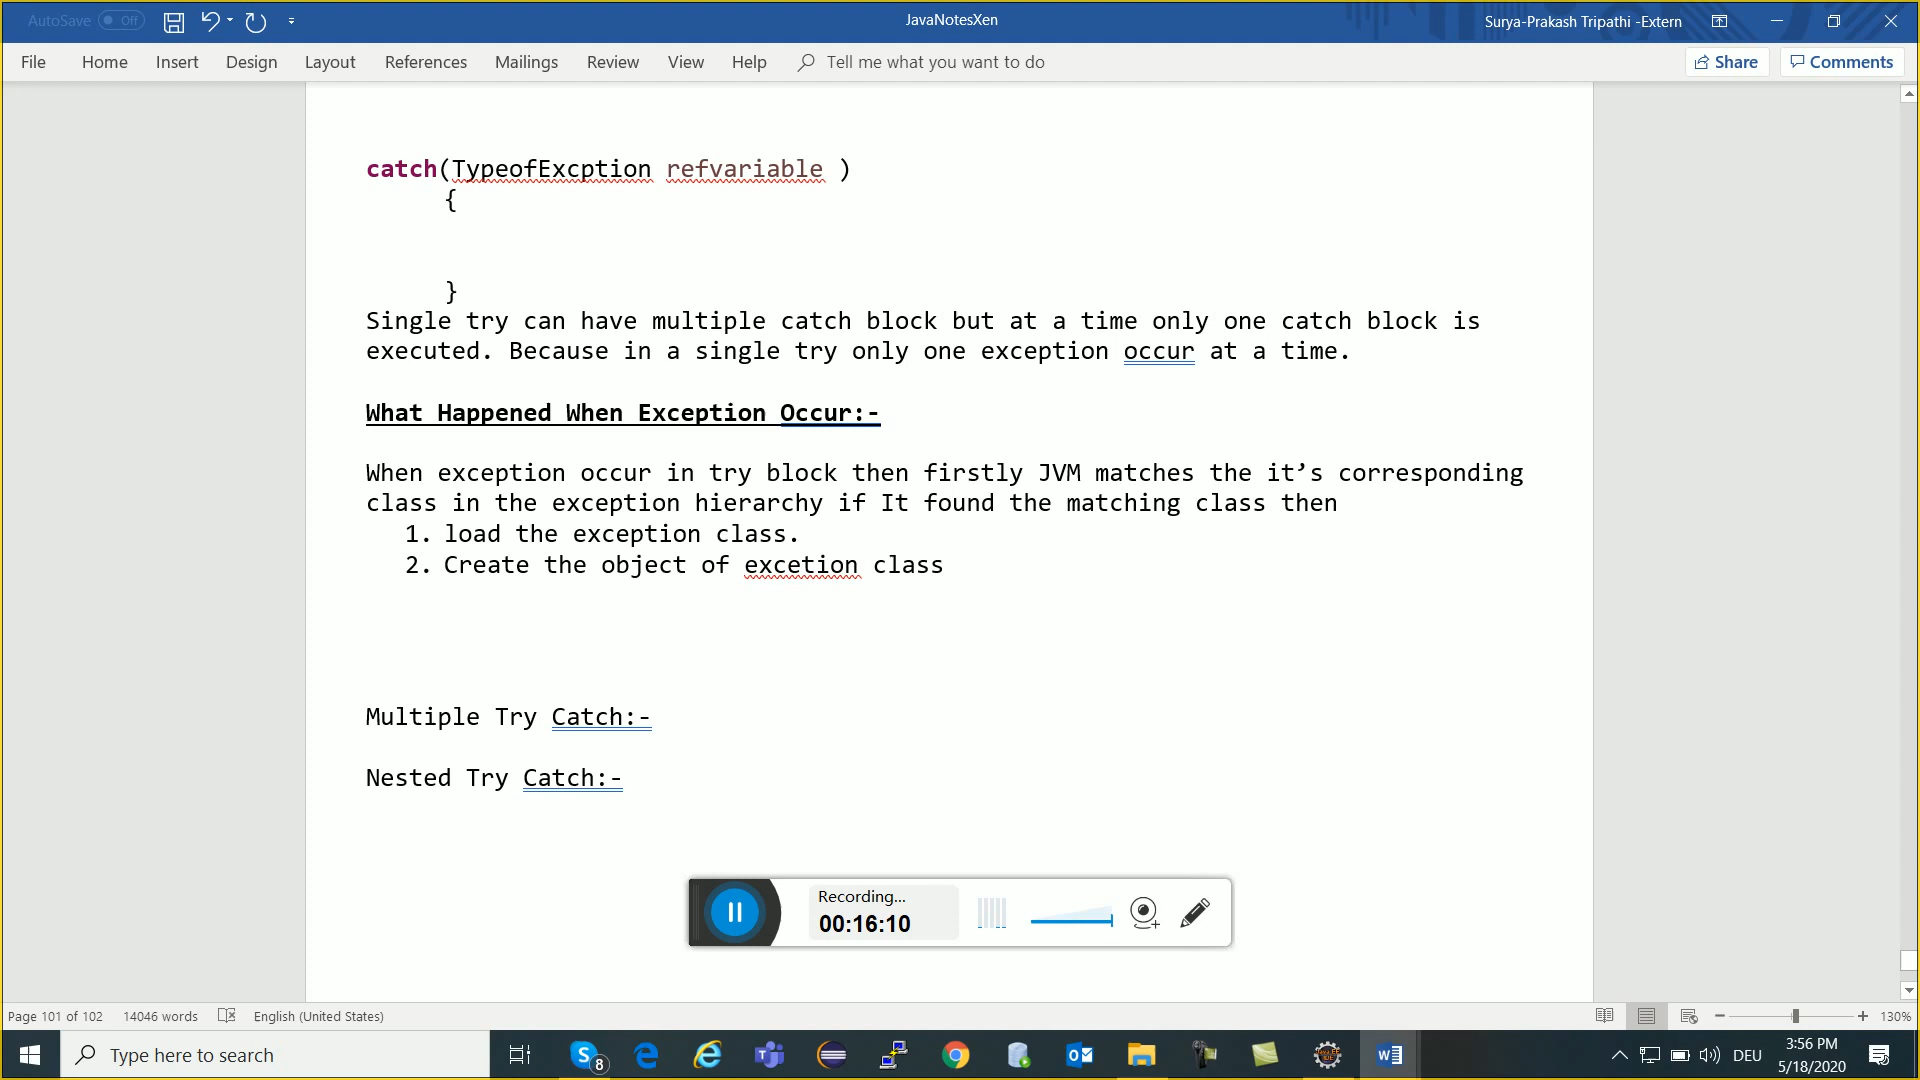 AutoSave Off JavaNotesXen Surya-Prakash Tripathi -Extern
File Home Insert Design Layout References Mailings Review View Help Tell me what you want to do Share Comments
catch(TypeofExcption refvariable )
{
}
Single try can have multiple catch block but at a time only one catch block is
executed. Because in a single try only one exception occur at a time.
What Happened When Exception Occur:-
When exception occur in try block then firstly JVM matches the it’s corresponding
class in the exception hierarchy if It found the matching class then
1. load the exception class.
2. Create the object of excetion class
Multiple Try Catch:-
Nested Try Catch:-
Recording...
00:16:10
Page 101 of 102 14046 words English (United States) 130%
Type here to search DEU 3:56 PM
5/18/2020